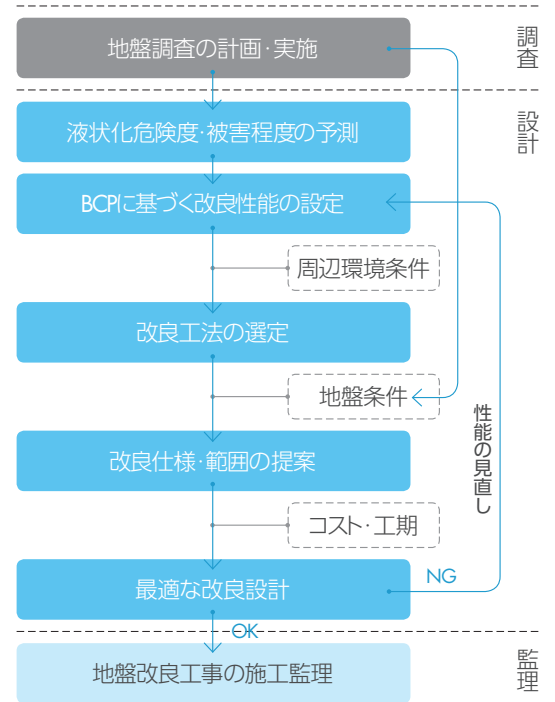 地盤調査の計画・実施
調査
液状化危険度・被害程度の予測
設計
BCPに基づく改良性能の設定
周辺環境条件
改良工法の選定
地盤条件
性能の見直し
改良仕様・範囲の提案
コスト・工期
最適な改良設計
NG
OK
地盤改良工事の施工監理
監理